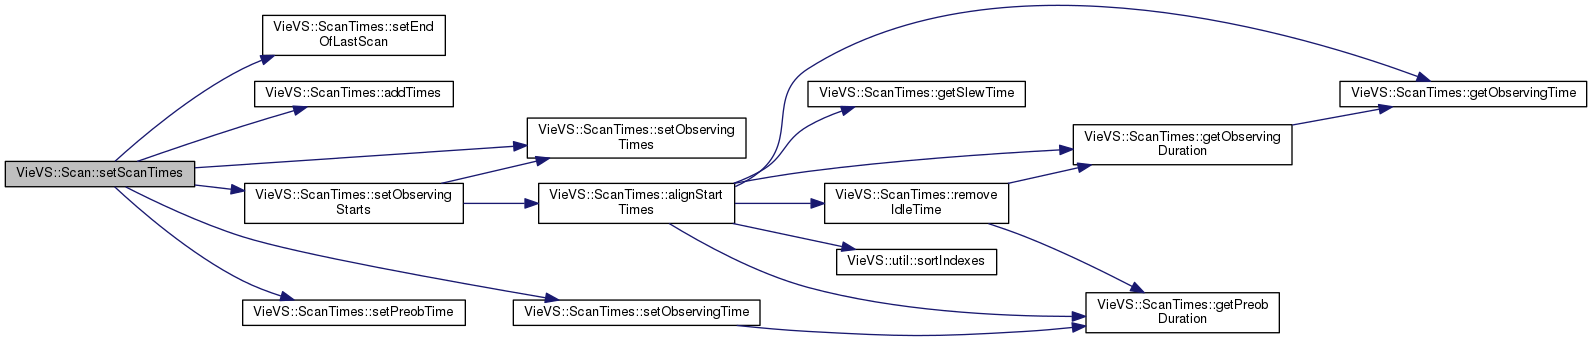 VieVS::Scan::setScanTimes
VieVS::ScanTimes::setEnd
OfLastScan
VieVS::ScanTimes::addTimes
VieVS::ScanTimes::setObserving
Starts
VieVS::ScanTimes::setPreobTime
VieVS::ScanTimes::setObserving
Times
VieVS::ScanTimes::alignStart
Times
VieVS::ScanTimes::setObservingTime
VieVS::ScanTimes::getSlewTime
VieVS::ScanTimes::remove
IdleTime
VieVS::util::sortIndexes
VieVS::ScanTimes::getObserving
Duration
VieVS::ScanTimes::getPreob
Duration
VieVS::ScanTimes::getObservingTime